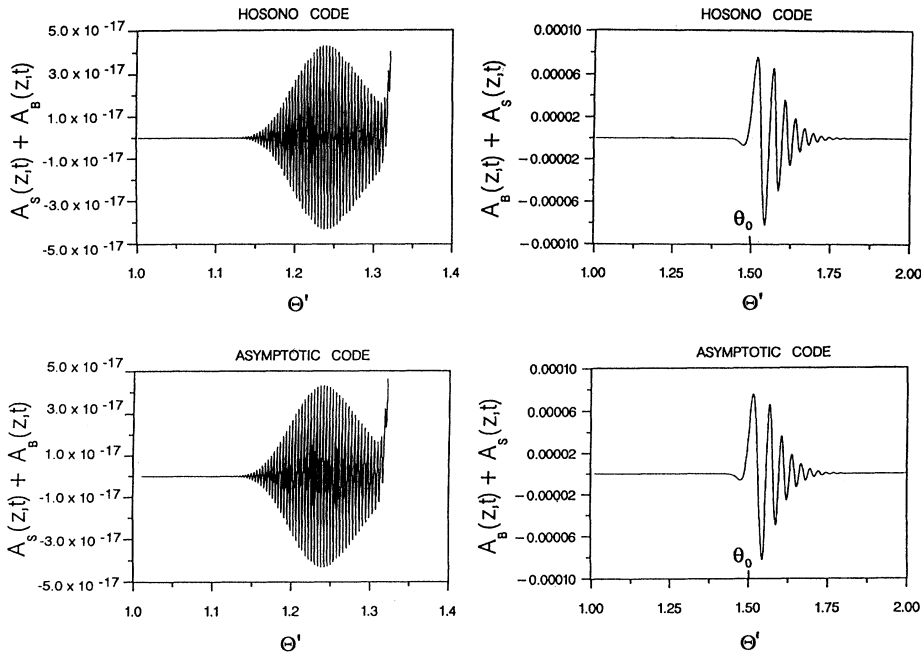 HOSONO CODE
A_S(z,t) + A_B(z,t)
5.0 x 10 -17
3.0 x 10 -17
1.0 x 10 -17
-1.0 x 10 -17
-3.0 x 10 -17
-5.0 x 10 -17
1.0 1.1 1.2 1.3 1.4
Θ'
HOSONO CODE
A_B(z,t) + A_S(z,t)
0.00010
0.00006
0.00002
−0.00002
−0.00006
−0.00010
θ_0
1.00 1.25 1.50 1.75 2.00
Θ'
ASYMPTOTIC CODE
A_S(z,t) + A_B(z,t)
5.0 x 10 -17
3.0 x 10 -17
1.0 x 10 -17
-1.0 x 10 -17
-3.0 x 10 -17
-5.0 x 10 -17
1.0 1.1 1.2 1.3 1.4
Θ'
ASYMPTOTIC CODE
A_B(z,t) + A_S(z,t)
0.00010
0.00006
0.00002
−0.00002
−0.00006
−0.00010
θ_0
1.00 1.25 1.50 1.75 2.00
Θ'